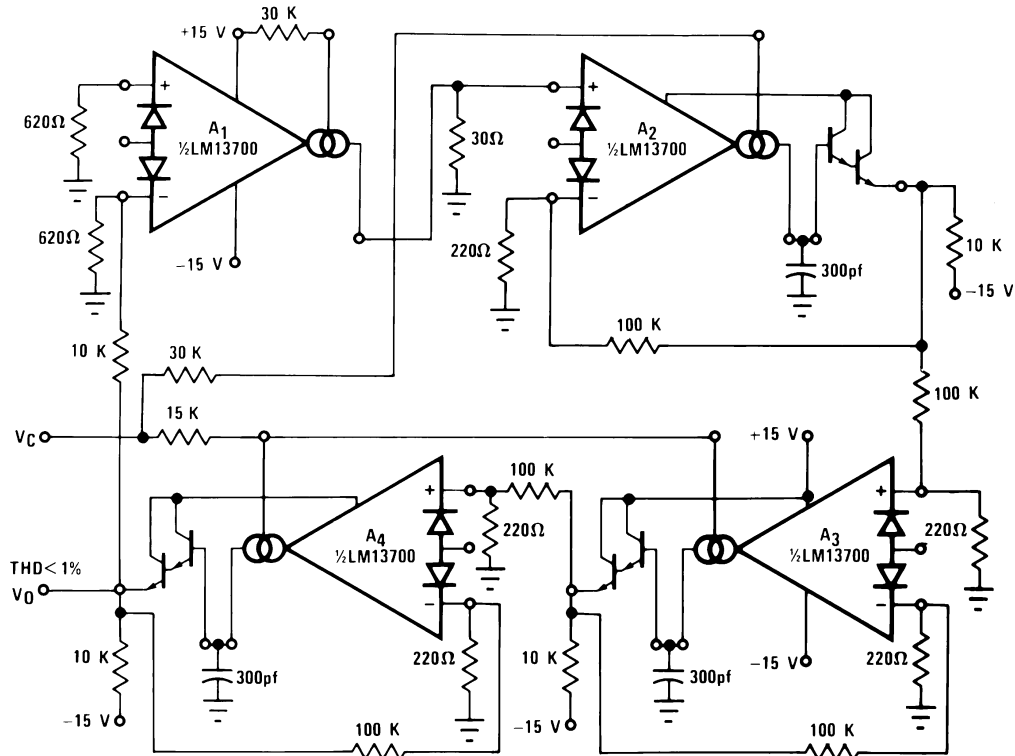 30 K
+15 V
620Ω
+
A1
½LM13700
−
620Ω
−15 V
30Ω
+
A2
½LM13700
−
220Ω
300pf
10 K
−15 V
10 K
30 K
100 K
100 K
15 K
VC
+15 V
100 K
+
A4
½LM13700
−
220Ω
+
A3
½LM13700
−
220Ω
THD<1%
VO
10 K
300pf
220Ω
10 K
300pf
−15 V
220Ω
−15 V
100 K
−15 V
100 K